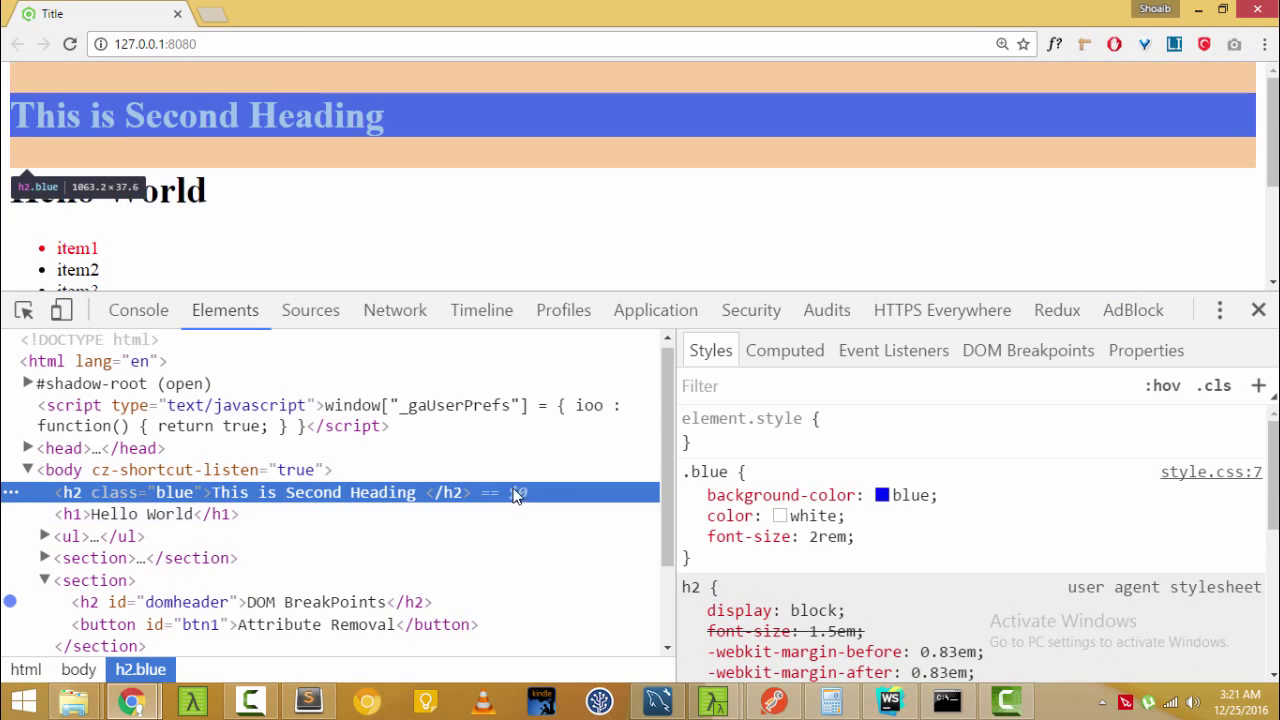 Title
Shoaib
127.0.0.1:8080
f?
LI
This is Second Heading
h2.blue 1063.2×37.6
World
item1
item2
Console Elements Sources Network Timeline Profiles Application Security Audits HTTPS Everywhere Redux AdBlock
<!DOCTYPE html>
<html lang="en">
#shadow-root (open)
<script type="text/javascript">window["_gaUserPrefs"] = { ioo :
function() { return true; } }</script>
<head>…</head>
<body cz-shortcut-listen="true">
<h2 class="blue">This is Second Heading </h2> ==
<h1>Hello World</h1>
<ul>…</ul>
<section>…</section>
<section>
<h2 id="domheader">DOM BreakPoints</h2>
<button id="btn1">Attribute Removal</button>
</section>
html body h2.blue
Styles Computed Event Listeners DOM Breakpoints Properties
Filter :hov .cls +
element.style {
}
.blue { style.css:7
background-color: blue;
color: white;
font-size: 2rem;
}
h2 { user agent stylesheet
display: block;
font-size: 1.5em;
-webkit-margin-before: 0.83em;
-webkit-margin-after: 0.83em;
Activate Windows
Go to PC settings to activate Windows.
kindle
WS
3:21 AM
12/25/2016